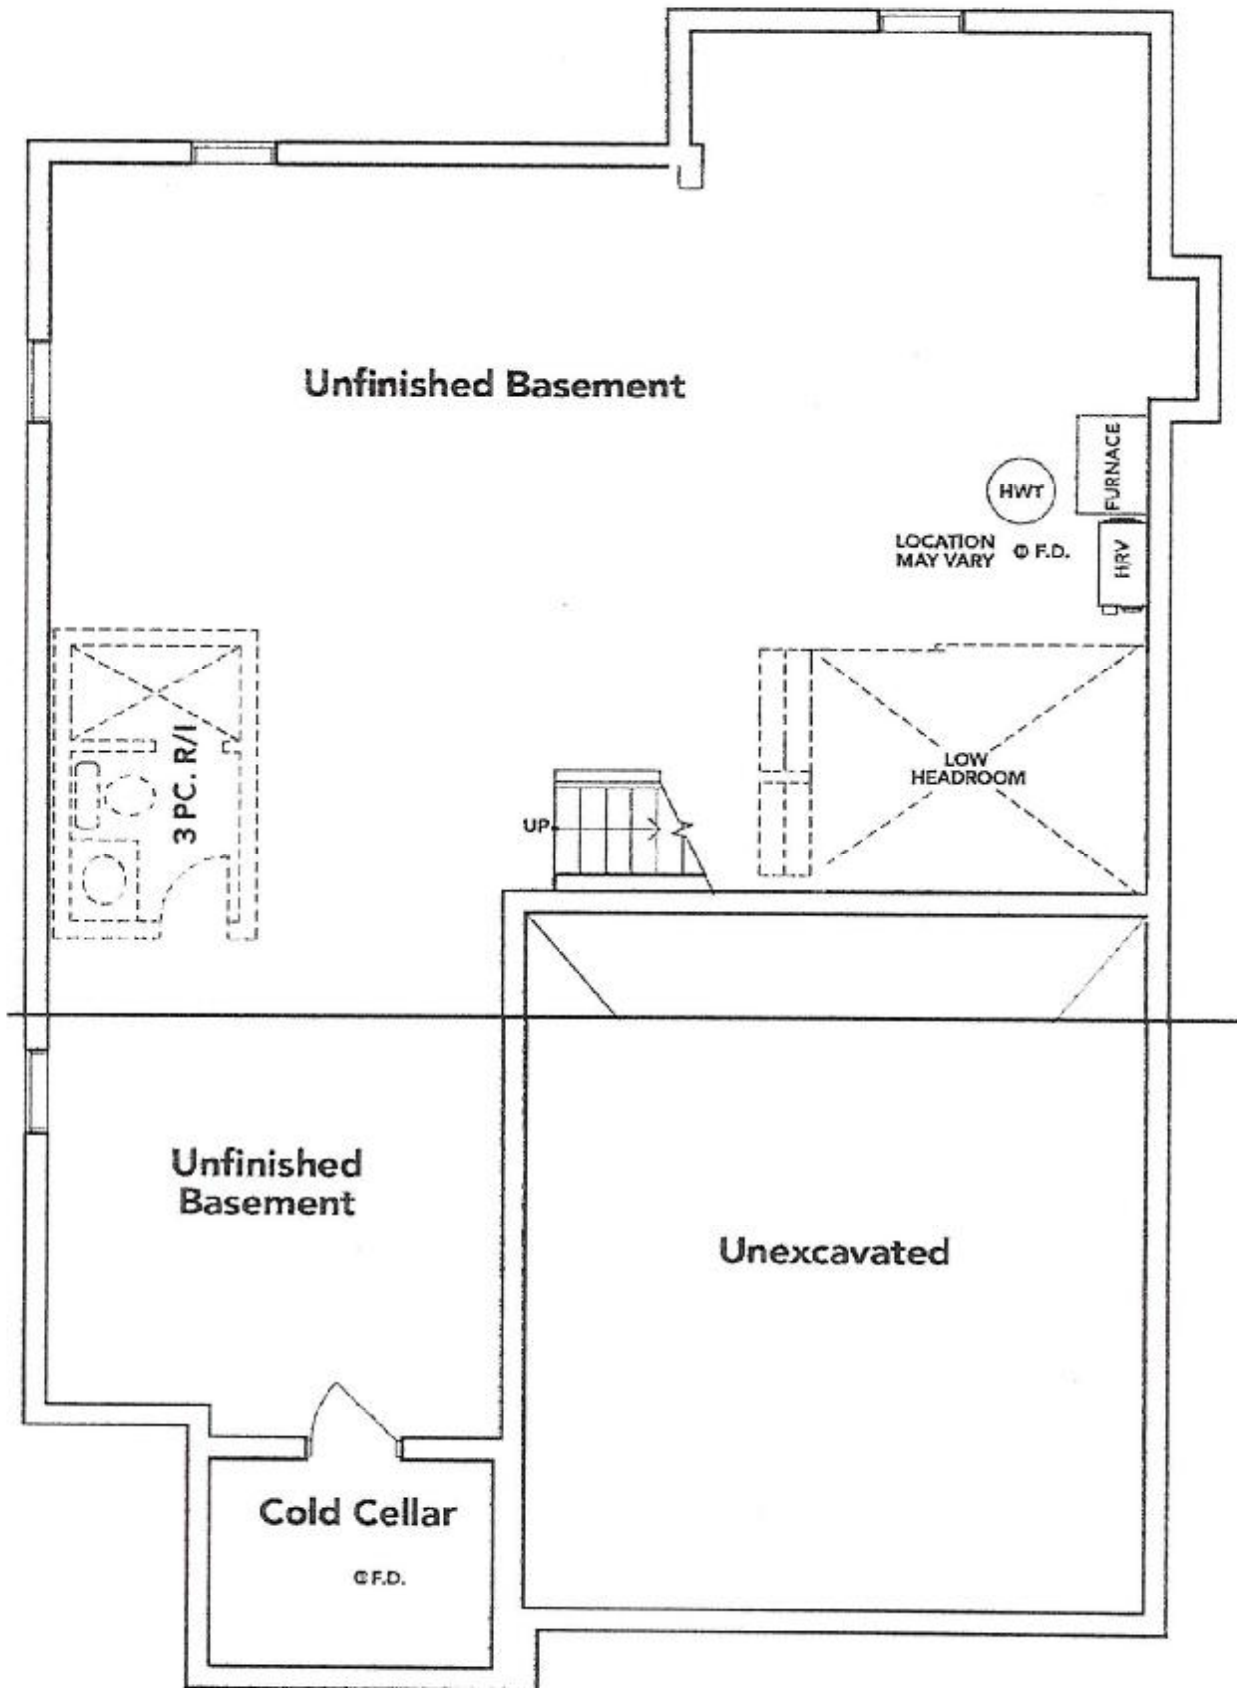 Unfinished Basement
FURNACE
HWT
LOCATION
MAY VARY
F.D.
HRV
3 PC. R/I
LOW
HEADROOM
UP
Unfinished
Basement
Unexcavated
Cold Cellar
F.D.